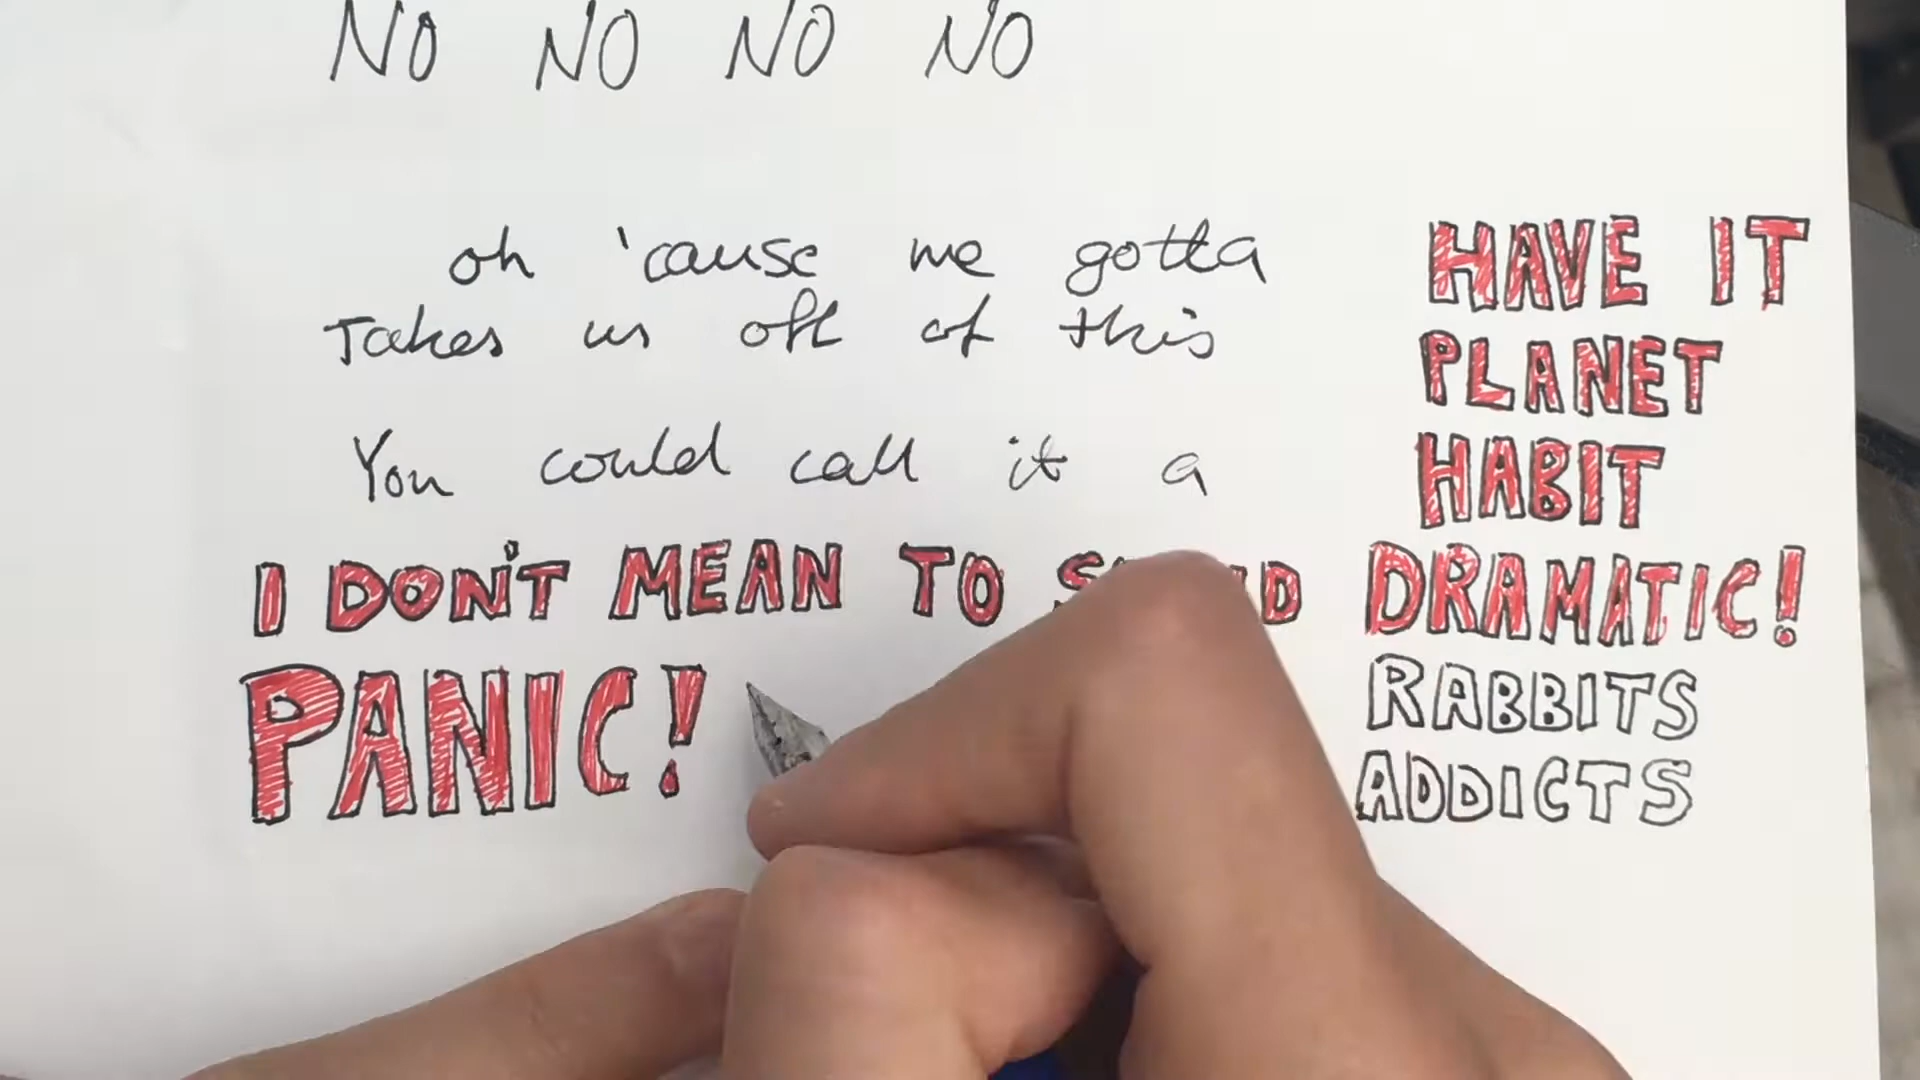 NO NO NO NO
oh 'cause we gotta HAVE IT
Takes us off of this PLANET
You could call it a HABIT
I DON'T MEAN TO DRAMATIC!
PANIC! RABBITS
ADDICTS